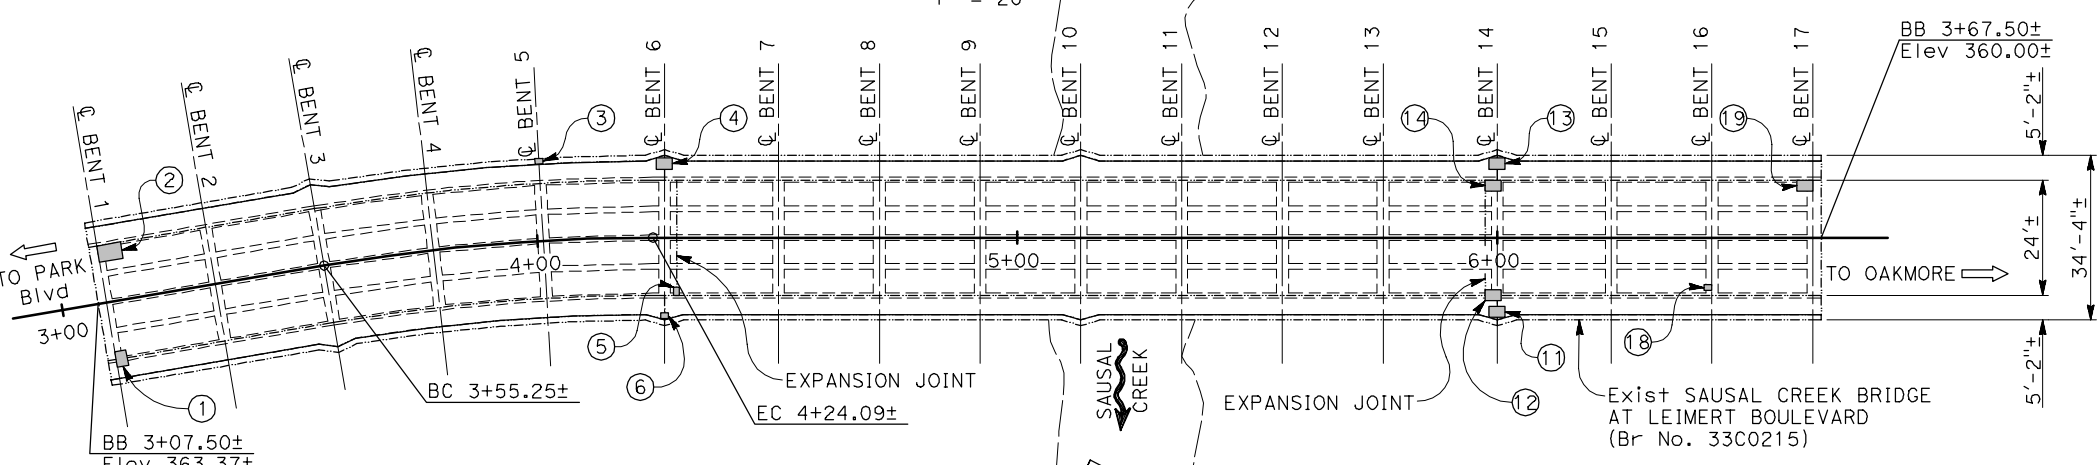 ℄ BENT 1
℄ BENT 2
℄ BENT 3
℄ BENT 4
℄ BENT 5
℄ BENT 6
℄ BENT 7
℄ BENT 8
℄ BENT 9
℄ BENT 10
℄ BENT 11
℄ BENT 12
℄ BENT 13
℄ BENT 14
℄ BENT 15
℄ BENT 16
℄ BENT 17
BB 3+67.50±
Elev 360.00±
2
3
4
14
13
19
5'-2"±
24'±
34'-4"±
5'-2"±
TO PARK
Blvd
3+00
4+00
5+00
6+00
TO OAKMORE
1
5
6
12
11
18
BB 3+07.50±
Elev 363.37±
BC 3+55.25±
EC 4+24.09±
EXPANSION JOINT
SAUSAL
CREEK
EXPANSION JOINT
Exist SAUSAL CREEK BRIDGE
AT LEIMERT BOULEVARD
(Br No. 33C0215)